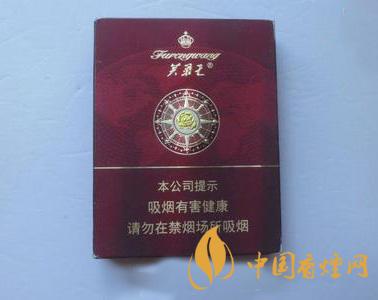 Furongwang
芙蓉王®
本公司提示
吸烟有害健康
请勿在禁烟场所吸烟
中国香烟网